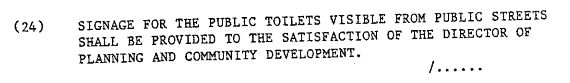 (24) SIGNAGE FOR THE PUBLIC TOILETS VISIBLE FROM PUBLIC STREETS
SHALL BE PROVIDED TO THE SATISFACTION OF THE DIRECTOR OF
PLANNING AND COMMUNITY DEVELOPMENT.
/......